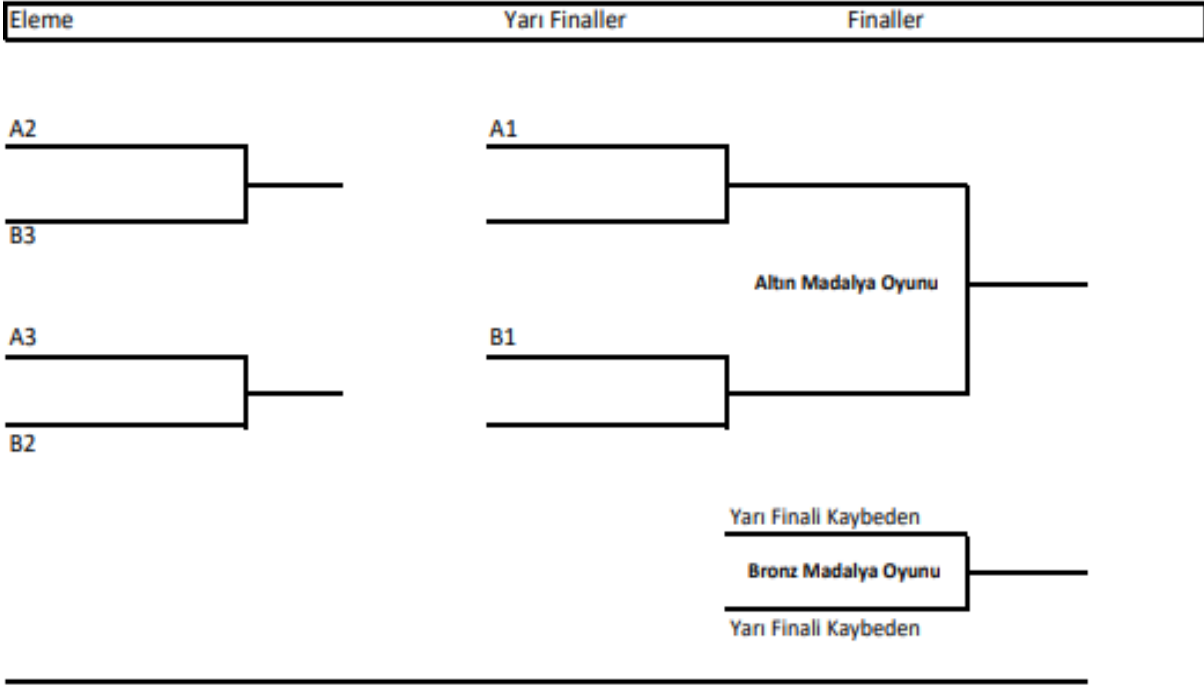 Eleme Yarı Finaller Finaller
A2 A1
B3
Altın Madalya Oyunu
A3 B1
B2
Yarı Finali Kaybeden
Bronz Madalya Oyunu
Yarı Finali Kaybeden